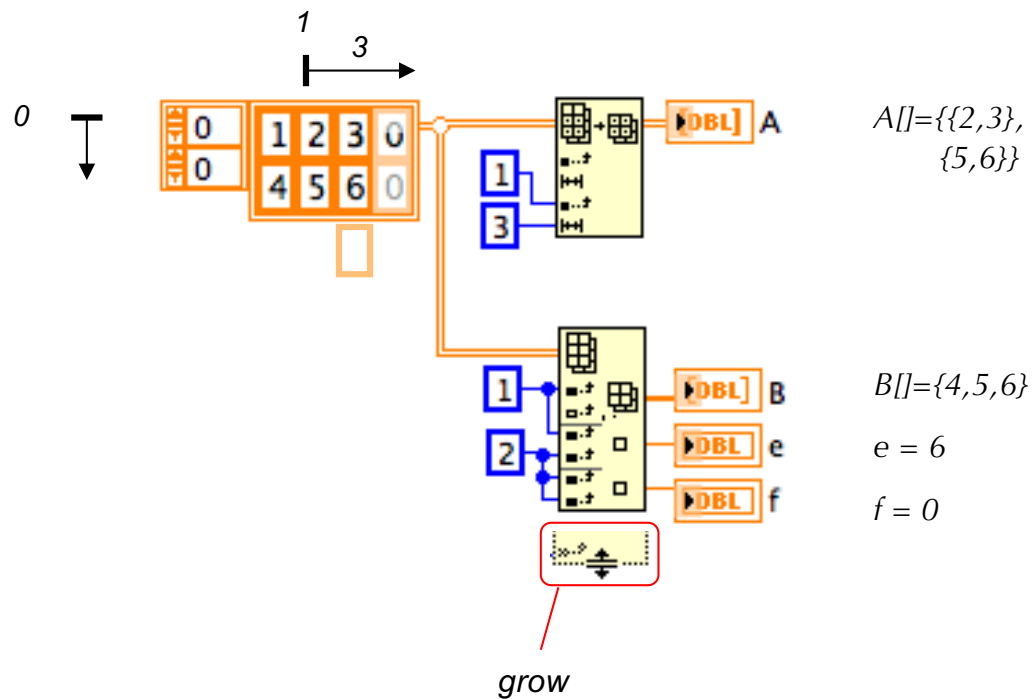 1
3
0
0
1 2 3 0
0
4 5 6 0
1
3
DBL] A
A[]={{2,3},
{5,6}}
1
2
[DBL] B
DBL e
DBL f
B[]={4,5,6}
e = 6
f = 0
grow